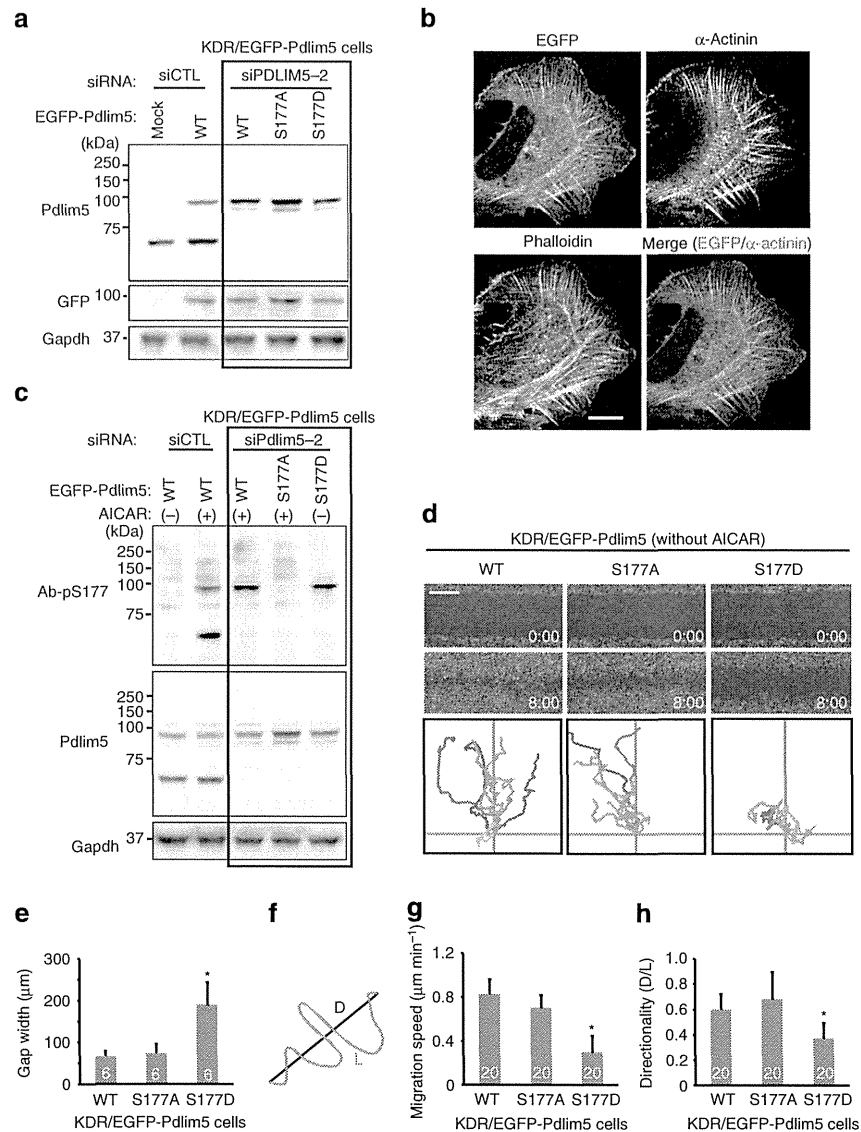 a
KDR/EGFP-Pdlim5 cells
siRNA: siCTL siPDLIM5–2
EGFP-Pdlim5: Mock WT WT S177A S177D
(kDa)
250
150
100
75
Pdlim5
GFP 100
Gapdh 37
b
EGFP α-Actinin
Phalloidin Merge (EGFP/α-actinin)
c
KDR/EGFP-Pdlim5 cells
siRNA: siCTL siPdlim5–2
EGFP-Pdlim5: WT WT WT S177A S177D
AICAR: (–) (+) (+) (+) (–)
(kDa)
250
150
100
75
Ab-pS177
250
150
100
75
Pdlim5
Gapdh 37
d
KDR/EGFP-Pdlim5 (without AICAR)
WT S177A S177D
0:00 0:00 0:00
8:00 8:00 8:00
e
Gap width (μm)
300
200
100
0
*
6 6 6
WT S177A S177D
KDR/EGFP-Pdlim5 cells
f
D
L
g
Migration speed (μm min⁻¹)
1.2
0.8
0.4
0
*
20 20 20
WT S177A S177D
KDR/EGFP-Pdlim5 cells
h
Directionality (D/L)
1.0
0.8
0.6
0.4
0.2
0
*
20 20 20
WT S177A S177D
KDR/EGFP-Pdlim5 cells